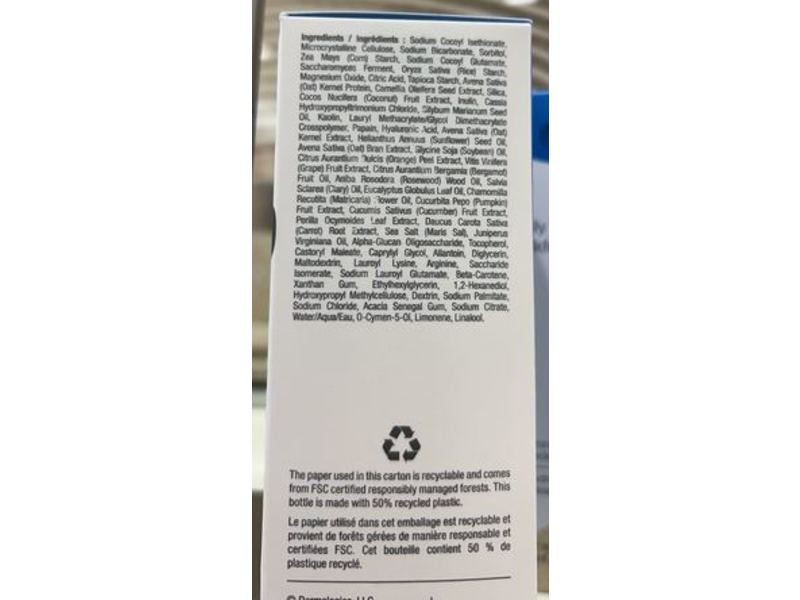 Ingredients / Ingrédients : Sodium Cocoyl Isethionate,
Microcrystalline Cellulose, Sodium Bicarbonate, Sorbitol,
Zea Mays (Corn) Starch, Sodium Cocoyl Glutamate,
Saccharomyces Ferment, Oryza Sativa (Rice) Starch,
Magnesium Oxide, Citric Acid, Tapioca Starch, Avena Sativa
(Oat) Kernel Protein, Camellia Oleifera Seed Extract, Silica,
Cocos Nucifera (Coconut) Fruit Extract, Inulin, Cassia
Hydroxypropyltrimonium Chloride, Silybum Marianum Seed
Oil, Kaolin, Lauryl Methacrylate/Glycol Dimethacrylate
Crosspolymer, Papain, Hyaluronic Acid, Avena Sativa (Oat)
Kernel Extract, Helianthus Annuus (Sunflower) Seed Oil,
Avena Sativa (Oat) Bran Extract, Glycine Soja (Soybean) Oil,
Citrus Aurantium Dulcis (Orange) Peel Extract, Vitis Vinifera
(Grape) Fruit Extract, Citrus Aurantium Bergamia (Bergamot)
Fruit Oil, Aniba Rosodora (Rosewood) Wood Oil, Salvia
Sclarea (Clary) Oil, Eucalyptus Globulus Leaf Oil, Chamomilla
Recutita (Matricaria) Flower Oil, Cucurbita Pepo (Pumpkin)
Fruit Extract, Cucumis Sativus (Cucumber) Fruit Extract,
Perilla Ocymoides Leaf Extract, Daucus Carota Sativa
(Carrot) Root Extract, Sea Salt (Maris Sal), Juniperus
Virginiana Oil, Alpha-Glucan Oligosaccharide, Tocopherol,
Castoryl Maleate, Caprylyl Glycol, Allantoin, Diglycerin,
Maltodextrin, Lauroyl Lysine, Arginine, Saccharide
Isomerate, Sodium Lauroyl Glutamate, Beta-Carotene,
Xanthan Gum, Ethylhexylglycerin, 1,2-Hexanediol,
Hydroxypropyl Methylcellulose, Dextrin, Sodium Palmitate,
Sodium Chloride, Acacia Senegal Gum, Sodium Citrate,
Water/Aqua/Eau, O-Cymen-5-Ol, Limonene, Linalool.
The paper used in this carton is recyclable and comes
from FSC certified responsibly managed forests. This
bottle is made with 50% recycled plastic.
Le papier utilisé dans cet emballage est recyclable et
provient de forêts gérées de manière responsable et
certifiées FSC. Cet bouteille contient 50 % de
plastique recyclé.